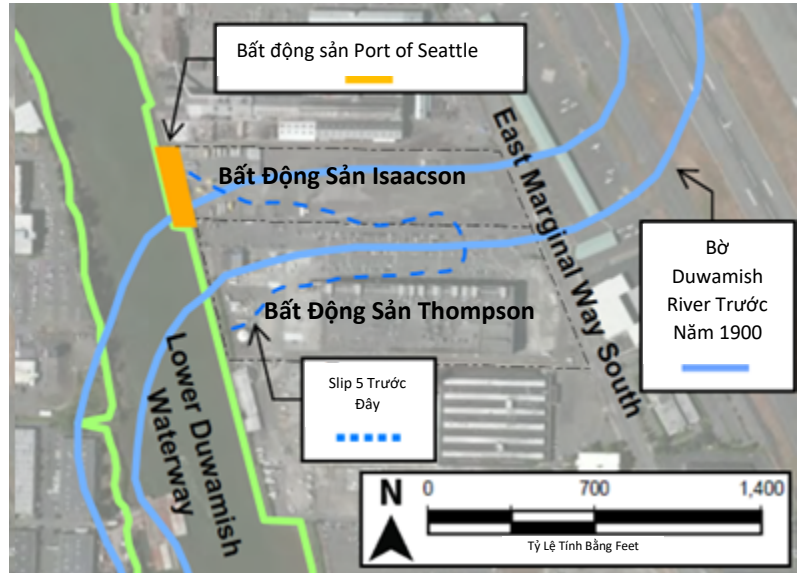 Bất động sản Port of Seattle
Bất Động Sản Isaacson
East Marginal Way South
Bờ
Duwamish
River Trước
Năm 1900
Bất Động Sản Thompson
Slip 5 Trước
Đây
Lower Duwamish
Waterway
N
0 700 1,400
Tỷ Lệ Tính Bằng Feet